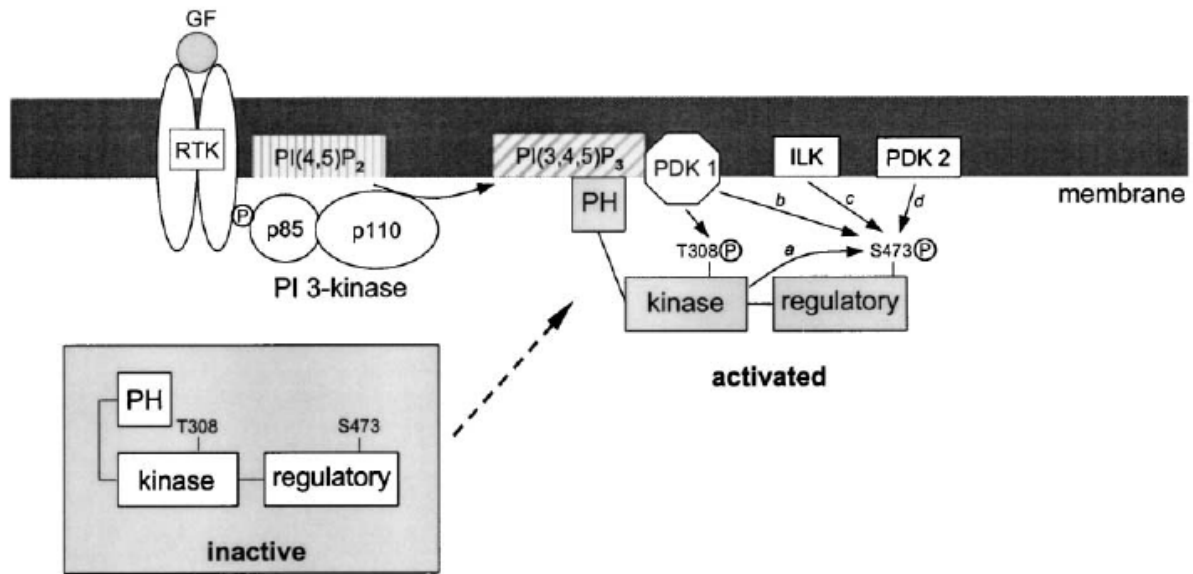 GF
RTK
PI(4,5)P2
PI(3,4,5)P3
PDK 1
ILK
PDK 2
membrane
P
p85
p110
PI 3-kinase
PH
b
c
d
T308 P
a
S473 P
kinase
regulatory
activated
PH
T308
S473
kinase
regulatory
inactive